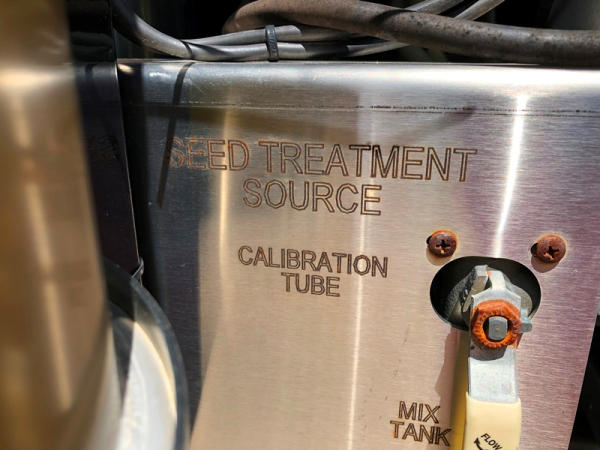 SEED TREATMENT
SOURCE
CALIBRATION
TUBE
MIX
TANK
FLOW